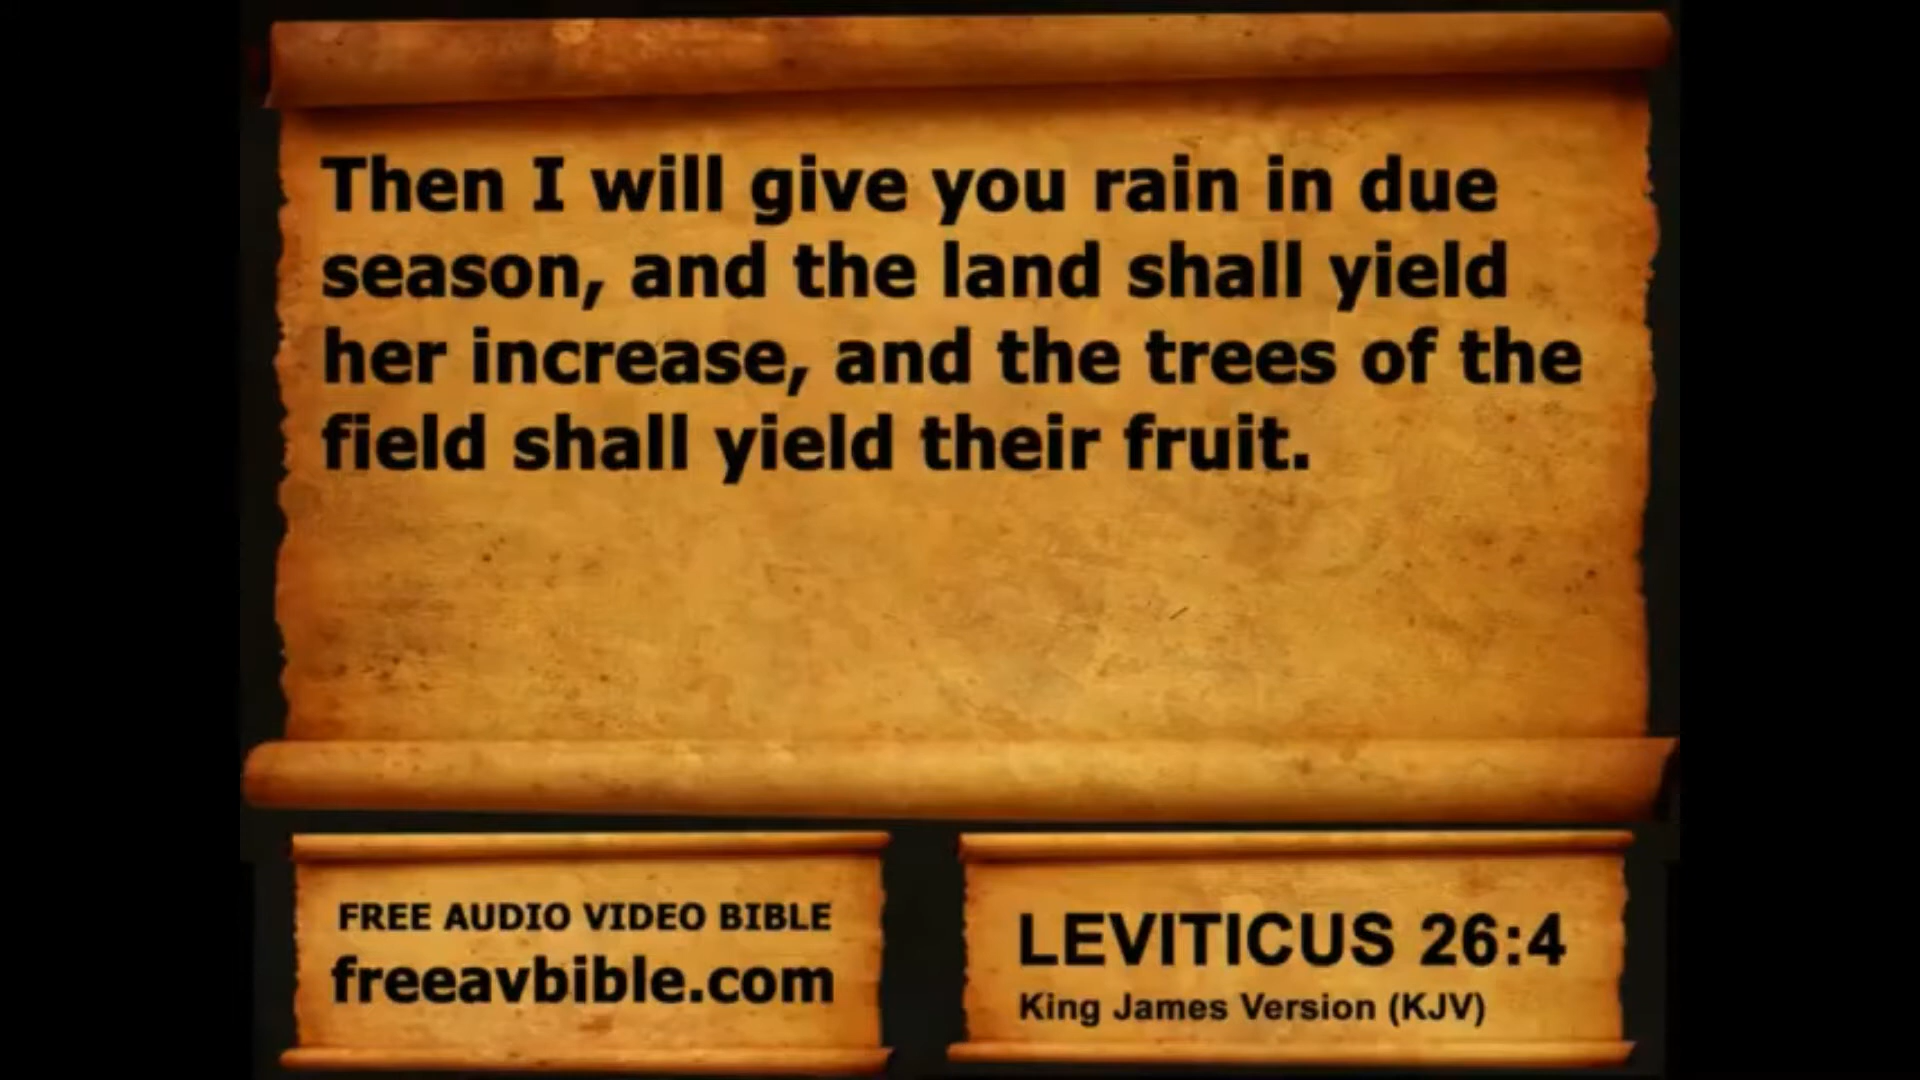 Then I will give you rain in due
season, and the land shall yield
her increase, and the trees of the
field shall yield their fruit.
FREE AUDIO VIDEO BIBLE
freeavbible.com
LEVITICUS 26:4
King James Version (KJV)